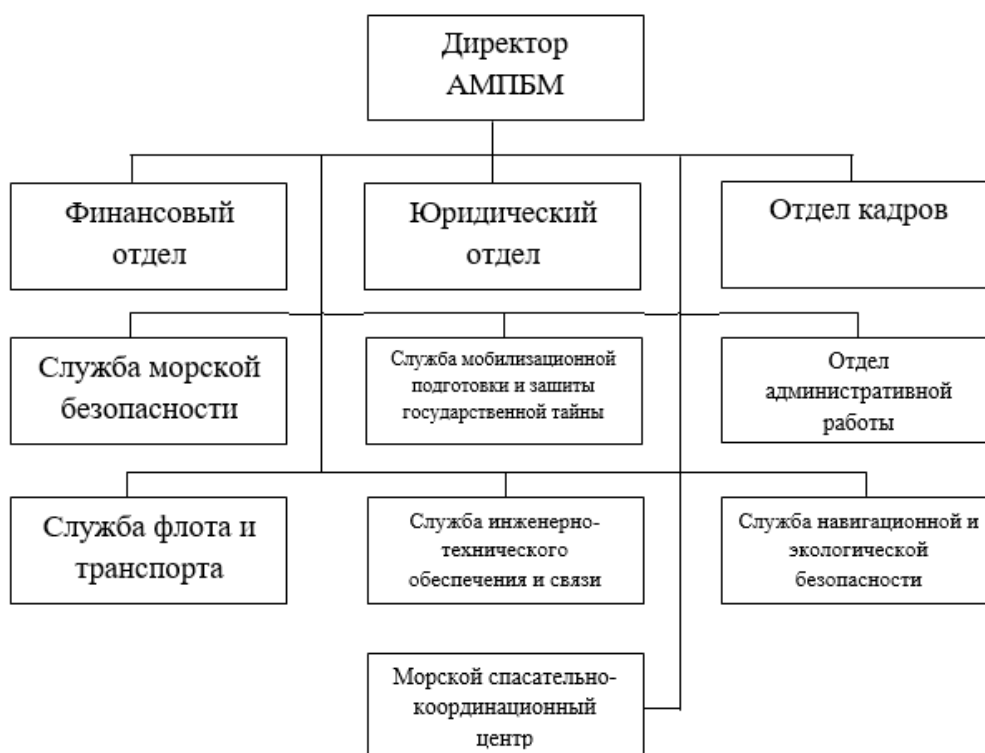 Директор
АМПБМ
Финансовый
отдел
Юридический
отдел
Отдел кадров
Служба морской
безопасности
Служба мобилизационной
подготовки и зашиты
государственной тайны
Отдел
административной
работы
Служба флота и
транспорта
Служба инженерно-
технического
обеспечения и связи
Служба навигационной и
экологической
безопасности
Морской спасательно-
координационный
центр